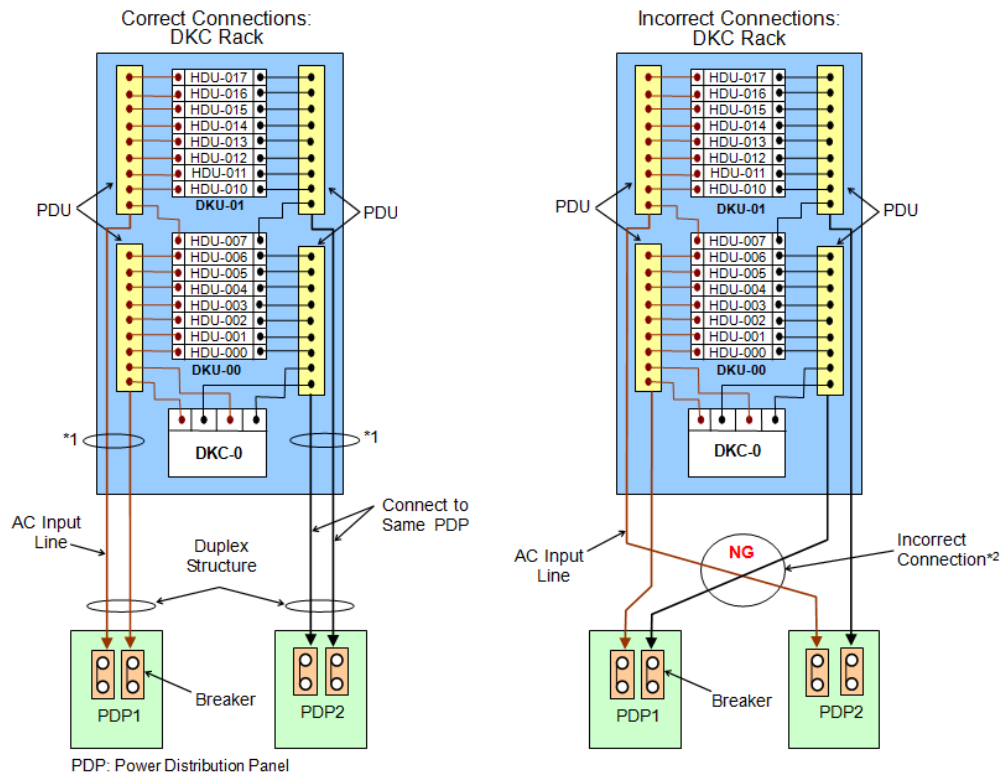 Correct Connections:
DKC Rack
HDU-017
HDU-016
HDU-015
HDU-014
HDU-013
HDU-012
HDU-011
HDU-010
DKU-01
PDU
PDU
HDU-007
HDU-006
HDU-005
HDU-004
HDU-003
HDU-002
HDU-001
HDU-000
DKU-00
*1
*1
DKC-0
AC Input
Line
Duplex
Structure
Connect to
Same PDP
Breaker
PDP1
PDP2
PDP: Power Distribution Panel
Incorrect Connections:
DKC Rack
HDU-017
HDU-016
HDU-015
HDU-014
HDU-013
HDU-012
HDU-011
HDU-010
DKU-01
PDU
PDU
HDU-007
HDU-006
HDU-005
HDU-004
HDU-003
HDU-002
HDU-001
HDU-000
DKU-00
DKC-0
AC Input
Line
NG
Incorrect
Connection*2
Breaker
PDP1
PDP2